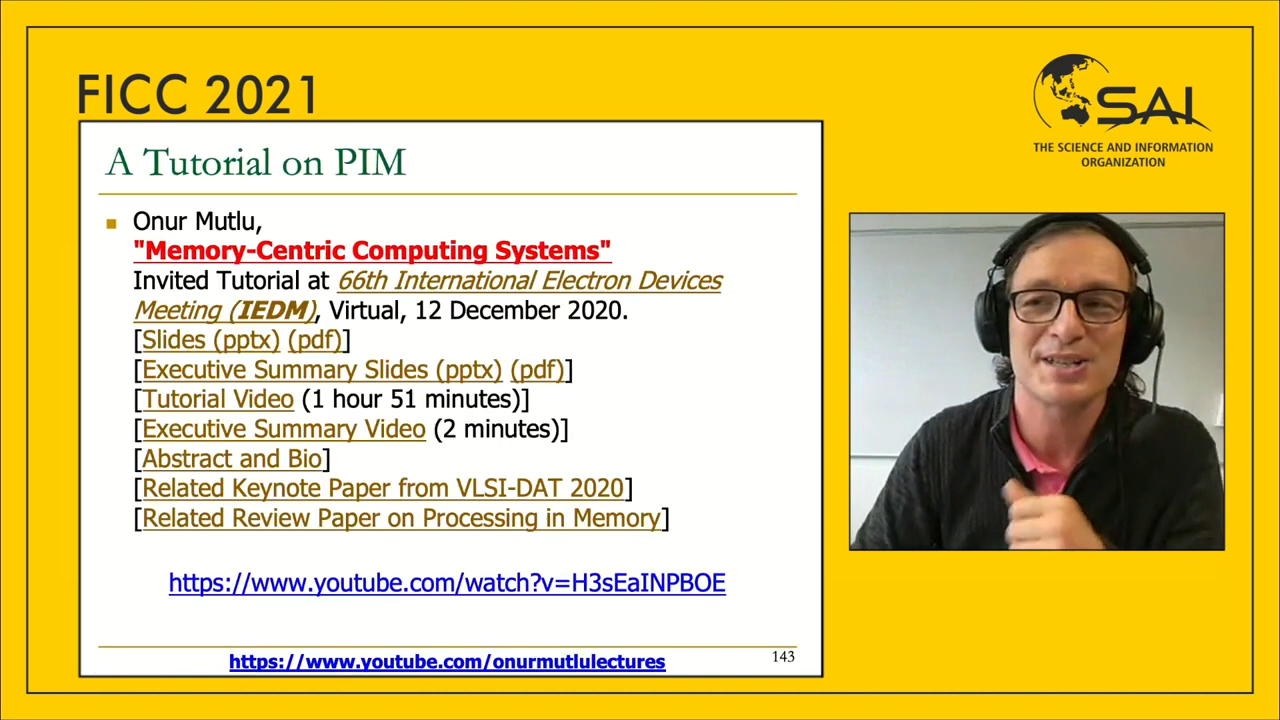 FICC 2021
SAI
THE SCIENCE AND INFORMATION
ORGANIZATION
A Tutorial on PIM
Onur Mutlu,
"Memory-Centric Computing Systems"
Invited Tutorial at 66th International Electron Devices
Meeting (IEDM), Virtual, 12 December 2020.
[Slides (pptx) (pdf)]
[Executive Summary Slides (pptx) (pdf)]
[Tutorial Video (1 hour 51 minutes)]
[Executive Summary Video (2 minutes)]
[Abstract and Bio]
[Related Keynote Paper from VLSI-DAT 2020]
[Related Review Paper on Processing in Memory]
https://www.youtube.com/watch?v=H3sEaINPBOE
https://www.youtube.com/onurmutlulectures
143